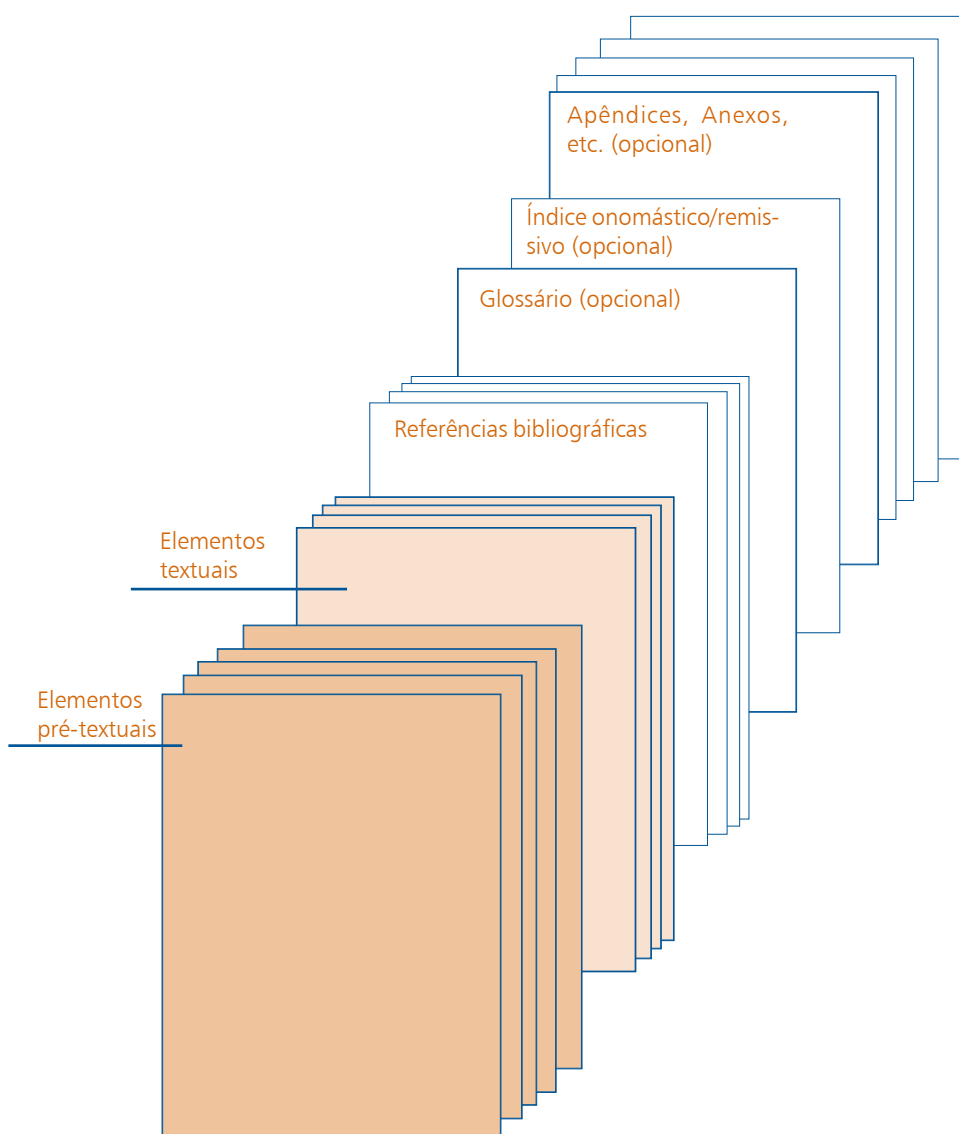 Apêndices, Anexos,
etc. (opcional)
Índice onomástico/remis-
sivo (opcional)
Glossário (opcional)
Referências bibliográficas
Elementos
textuais
Elementos
pré-textuais